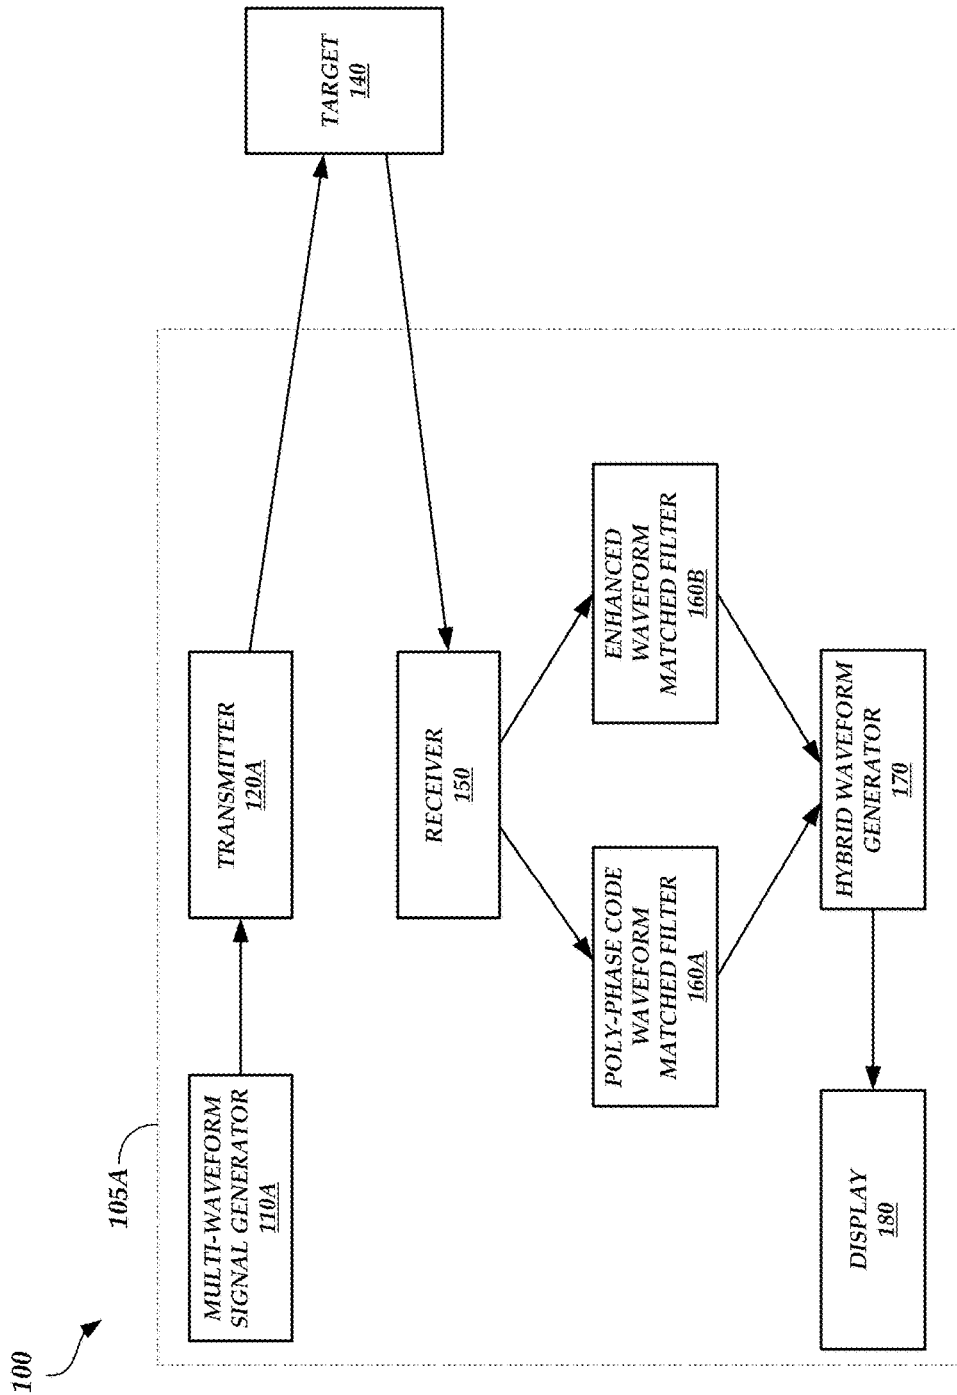 100
105A
MULTI-WAVEFORM
SIGNAL GENERATOR
110A
TRANSMITTER
120A
TARGET
140
RECEIVER
150
POLY-PHASE CODE
WAVEFORM
MATCHED FILTER
160A
ENHANCED
WAVEFORM
MATCHED FILTER
160B
HYBRID WAVEFORM
GENERATOR
170
DISPLAY
180